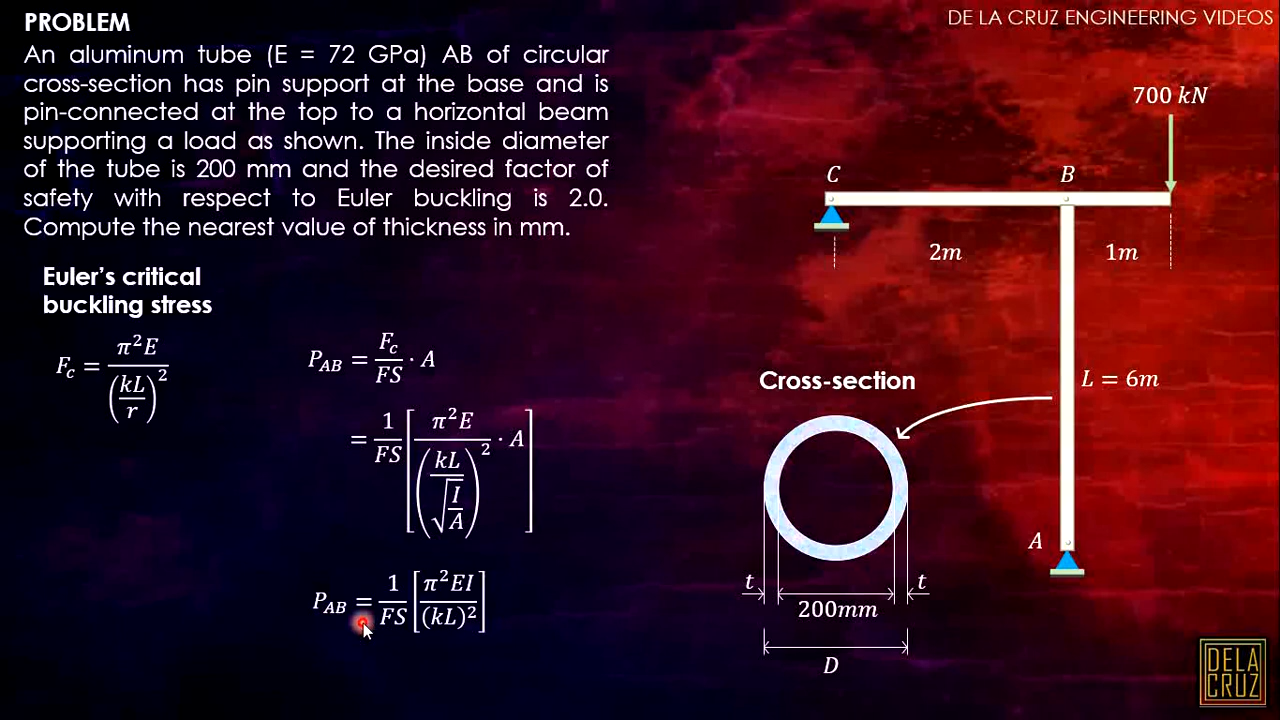 PROBLEM
DE LA CRUZ ENGINEERING VIDEOS
An aluminum tube (E = 72 GPa) AB of circular
cross-section has pin support at the base and is
pin-connected at the top to a horizontal beam
supporting a load as shown. The inside diameter
of the tube is 200 mm and the desired factor of
safety with respect to Euler buckling is 2.0.
Compute the nearest value of thickness in mm.
Euler's critical
buckling stress
F_c = π²E / (kL/r)²
P_AB = F_c/FS · A
= 1/FS [π²E / (kL/√(I/A))² · A]
P_AB = 1/FS [π²EI / (kL)²]
700 kN
C
B
2m
1m
L = 6m
Cross-section
A
t
200mm
t
D
DELA
CRUZ